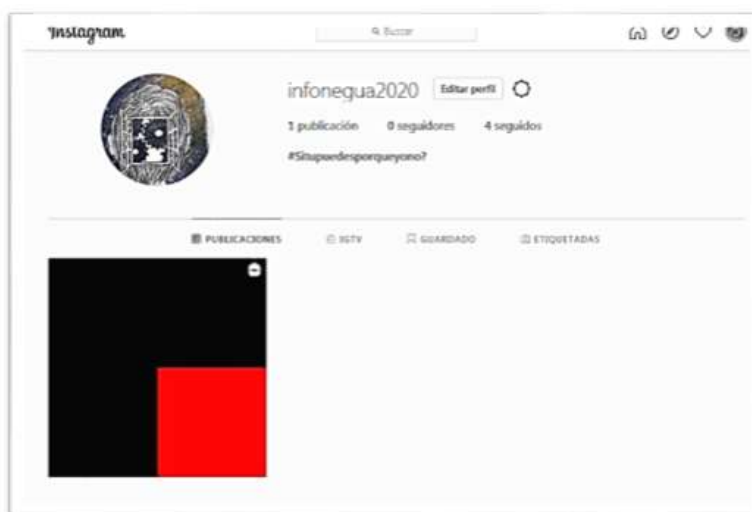 Instagram
Buscar
infonegua2020 Editar perfil
1 publicación 0 seguidores 4 seguidos
#Situpuedesporqueyono?
PUBLICACIONES IGTV GUARDADO ETIQUETADAS